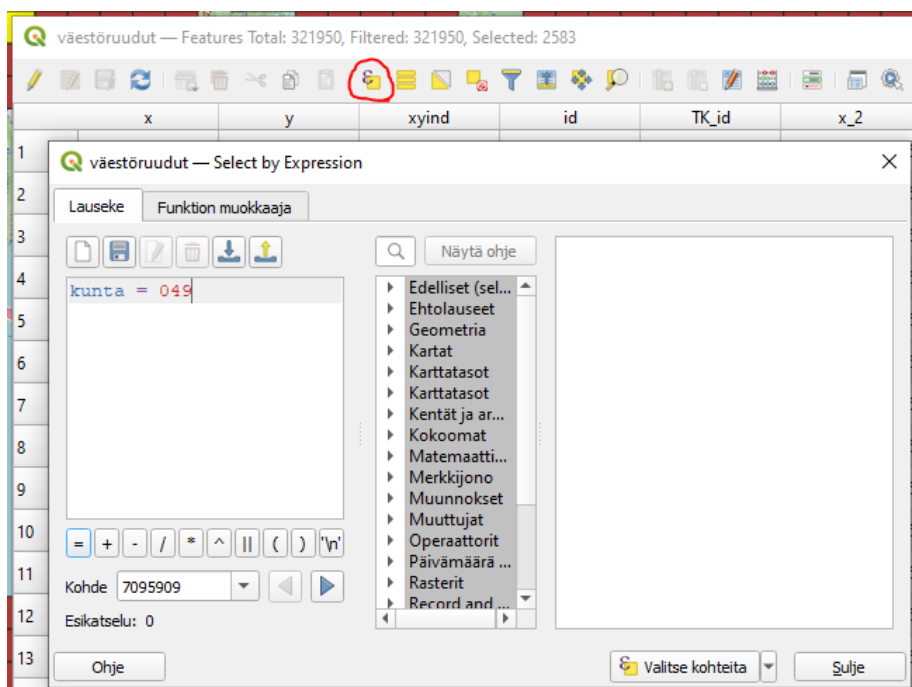 väestöruudut — Features Total: 321950, Filtered: 321950, Selected: 2583
x y xyind id TK_id x_2
1
väestöruudut — Select by Expression
2
Lauseke Funktion muokkaaja
3
Näytä ohje
4
kunta = 049
Edelliset (sel...
5
Ehtolauseet
Geometria
6
Kartat
Karttatasot
7
Karttatasot
Kentät ja ar...
8
Kokoomat
Matemaatti...
9
Merkkijono
Muunnokset
10
Muuttujat
= + - / * ^ || ( ) '\n'
Operaattorit
11
Päivämäärä ...
Kohde 7095909
Rasterit
12
Record and ...
Esikatselu: 0
13
Ohje Valitse kohteita Sulje